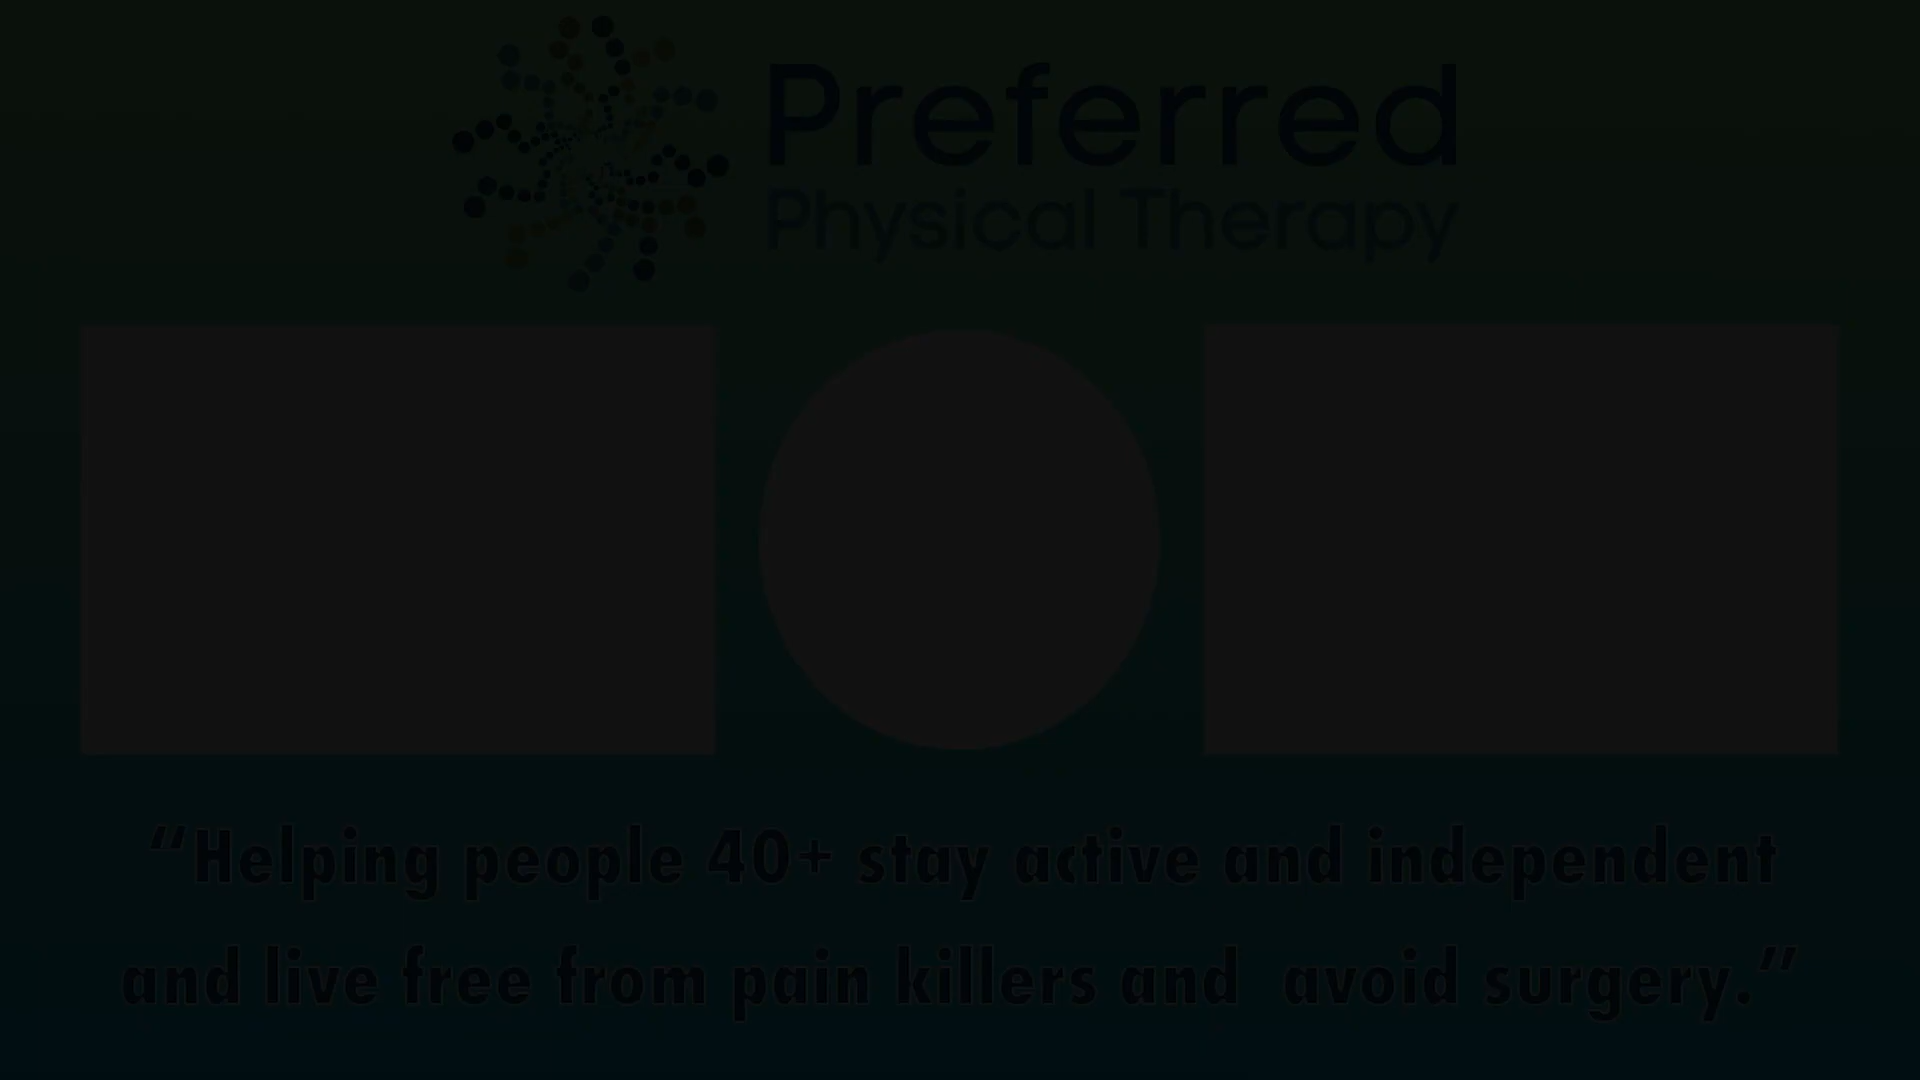 Preferred
Physical Therapy
“Helping people 40+ stay active and independent
and live free from pain killers and  avoid surgery.”